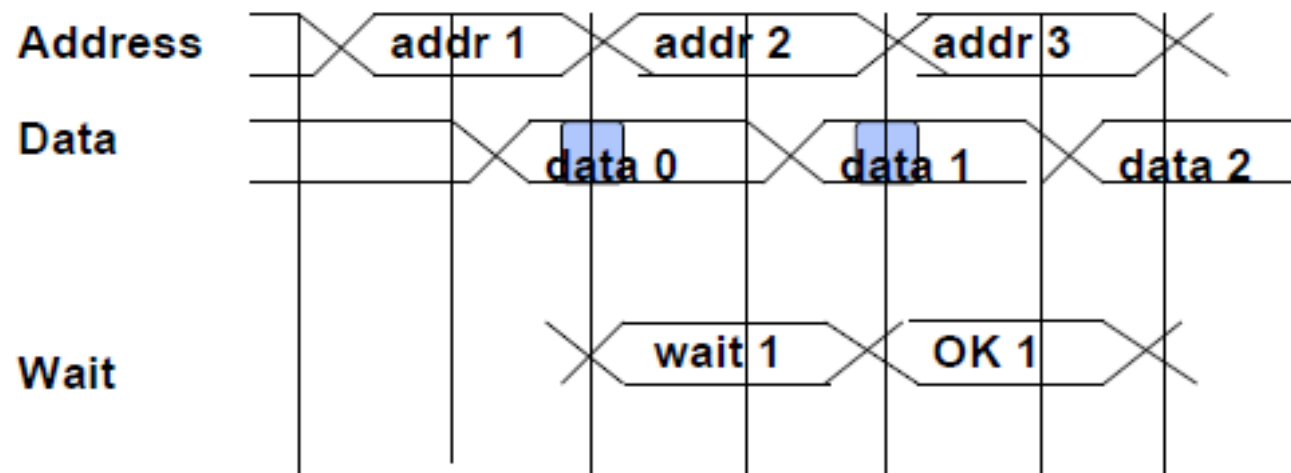 Address addr 1 addr 2 addr 3
Data data 0 data 1 data 2
Wait wait 1 OK 1